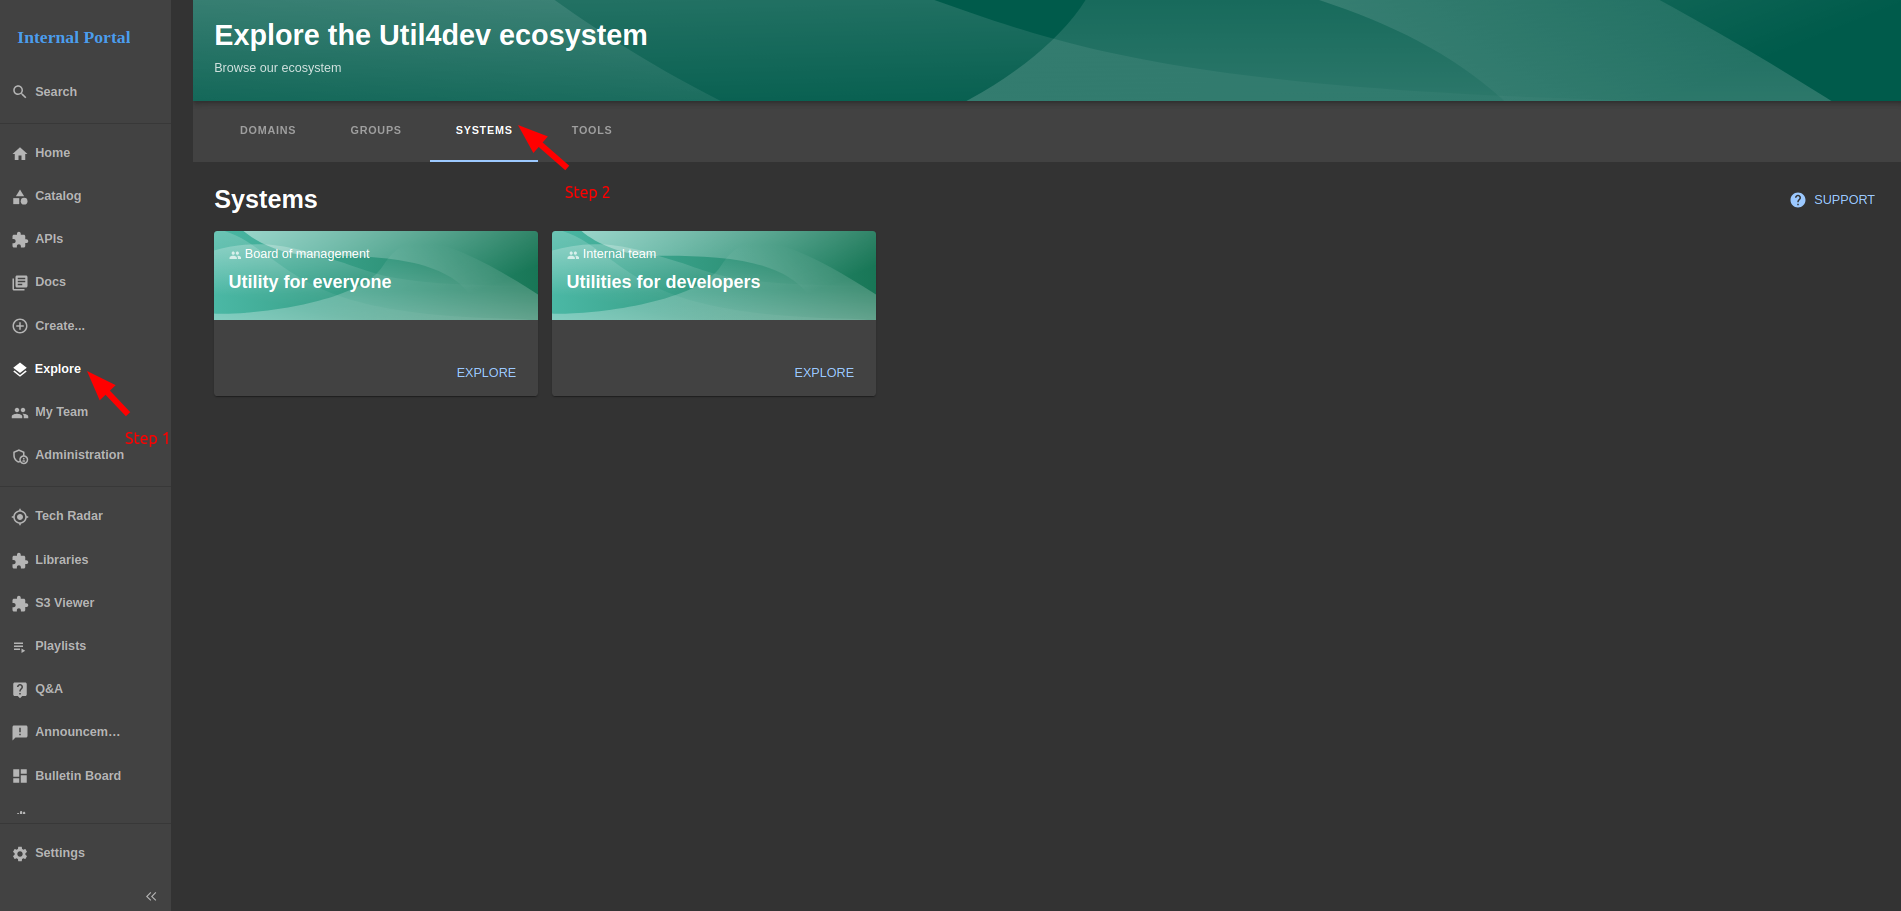 Internal Portal
Search
Home
Catalog
APIs
Docs
Create...
Explore
My Team
Step 1
Administration
Tech Radar
Libraries
S3 Viewer
Playlists
Q&A
Announcem…
Bulletin Board
Settings
Explore the Util4dev ecosystem
Browse our ecosystem
DOMAINS GROUPS SYSTEMS TOOLS
Step 2
Systems
SUPPORT
Board of management
Utility for everyone
EXPLORE
Internal team
Utilities for developers
EXPLORE